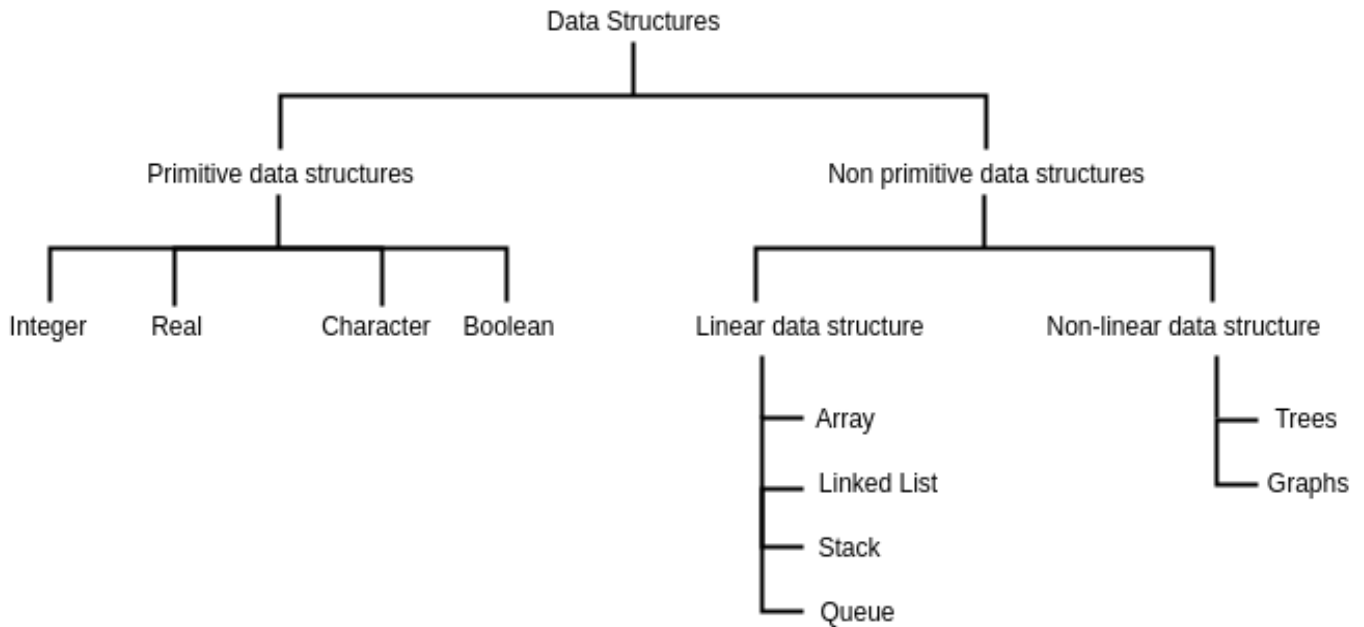 Data Structures
Primitive data structures
Non primitive data structures
Integer
Real
Character
Boolean
Linear data structure
Non-linear data structure
Array
Trees
Linked List
Graphs
Stack
Queue